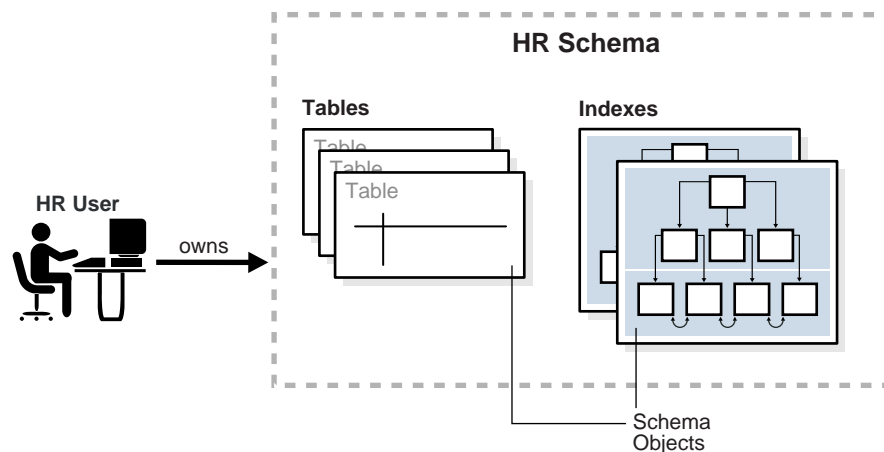 HR Schema
Tables
Indexes
Table
Table
Table
HR User
owns
Schema
Objects